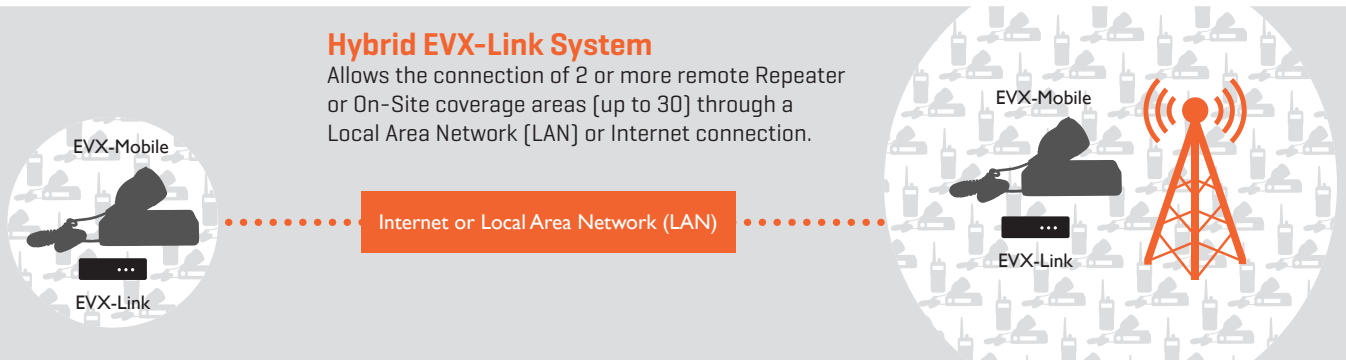 Hybrid EVX-Link System
Allows the connection of 2 or more remote Repeater
or On-Site coverage areas (up to 30) through a
Local Area Network (LAN) or Internet connection.
EVX-Mobile
EVX-Link
Internet or Local Area Network (LAN)
EVX-Mobile
EVX-Link